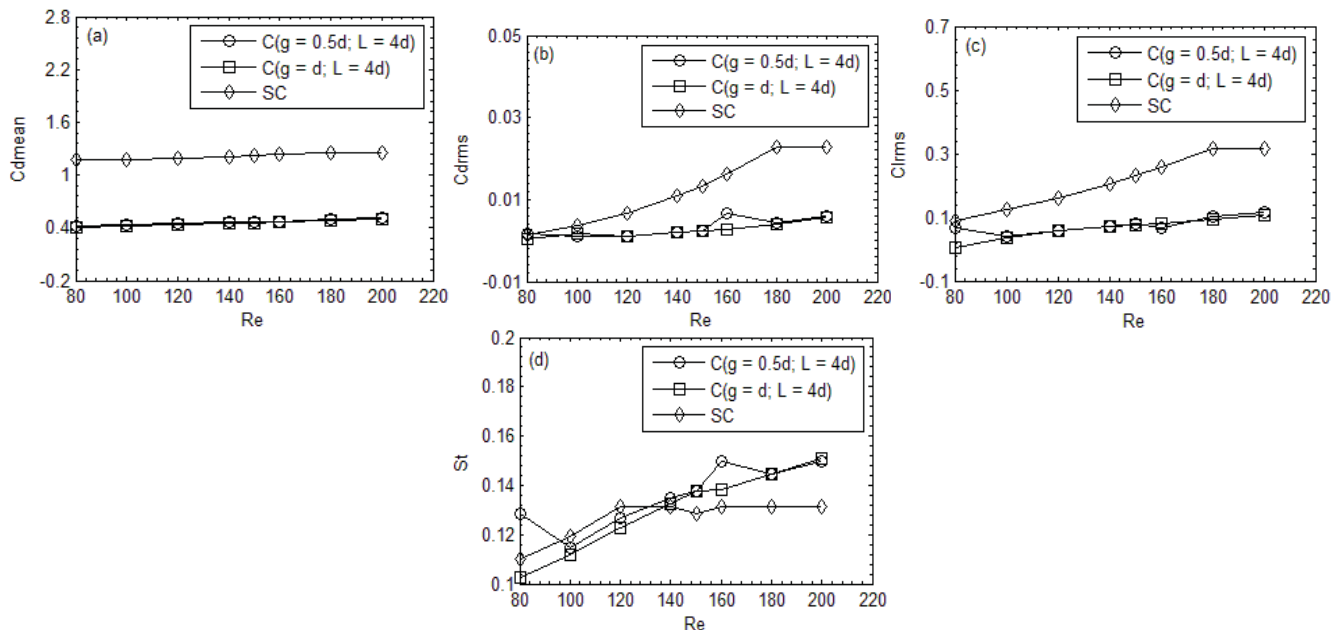 (a)
C(g = 0.5d; L = 4d)
C(g = d; L = 4d)
SC
Cdmean
2.8
2.2
1.6
1
0.4
-0.2
80 100 120 140 160 180 200 220
Re
(b)
C(g = 0.5d; L = 4d)
C(g = d; L = 4d)
SC
Cdrms
0.05
0.03
0.01
-0.01
80 100 120 140 160 180 200 220
Re
(c)
C(g = 0.5d; L = 4d)
C(g = d; L = 4d)
SC
Clrms
0.7
0.5
0.3
0.1
-0.1
80 100 120 140 160 180 200 220
Re
(d)
C(g = 0.5d; L = 4d)
C(g = d; L = 4d)
SC
St
0.2
0.18
0.16
0.14
0.12
0.1
80 100 120 140 160 180 200 220
Re